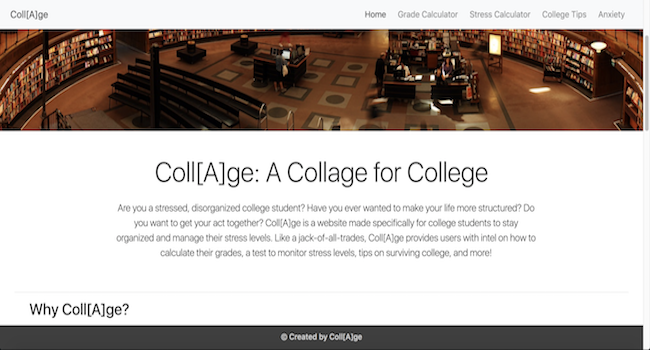 Coll[A]ge
Home Grade Calculator Stress Calculator College Tips Anxiety
Coll[A]ge: A Collage for College
Are you a stressed, disorganized college student? Have you ever wanted to make your life more structured? Do
you want to get your act together? Coll[A]ge is a website made specifically for college students to stay
organized and manage their stress levels. Like a jack-of-all-trades, Coll[A]ge provides users with intel on how to
calculate their grades, a test to monitor stress levels, tips on surviving college, and more!
Why Coll[A]ge?
© Created by Coll[A]ge